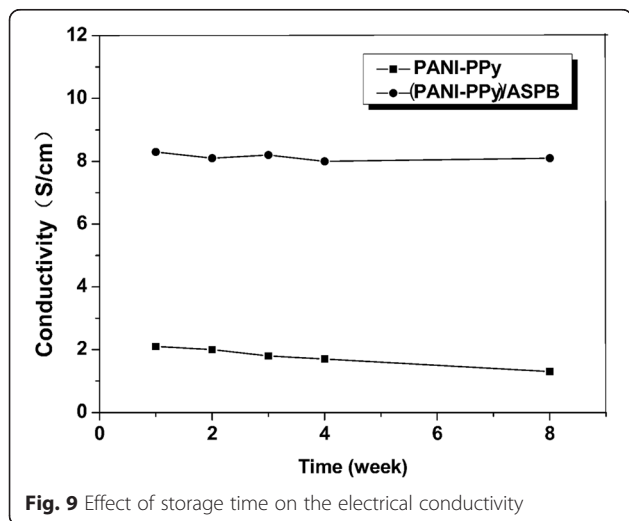 12
10
8
6
4
2
0
Conductivity (S/cm)
PANI-PPy
(PANI-PPy)/ASPB
0 2 4 6 8
Time (week)
Fig. 9 Effect of storage time on the electrical conductivity